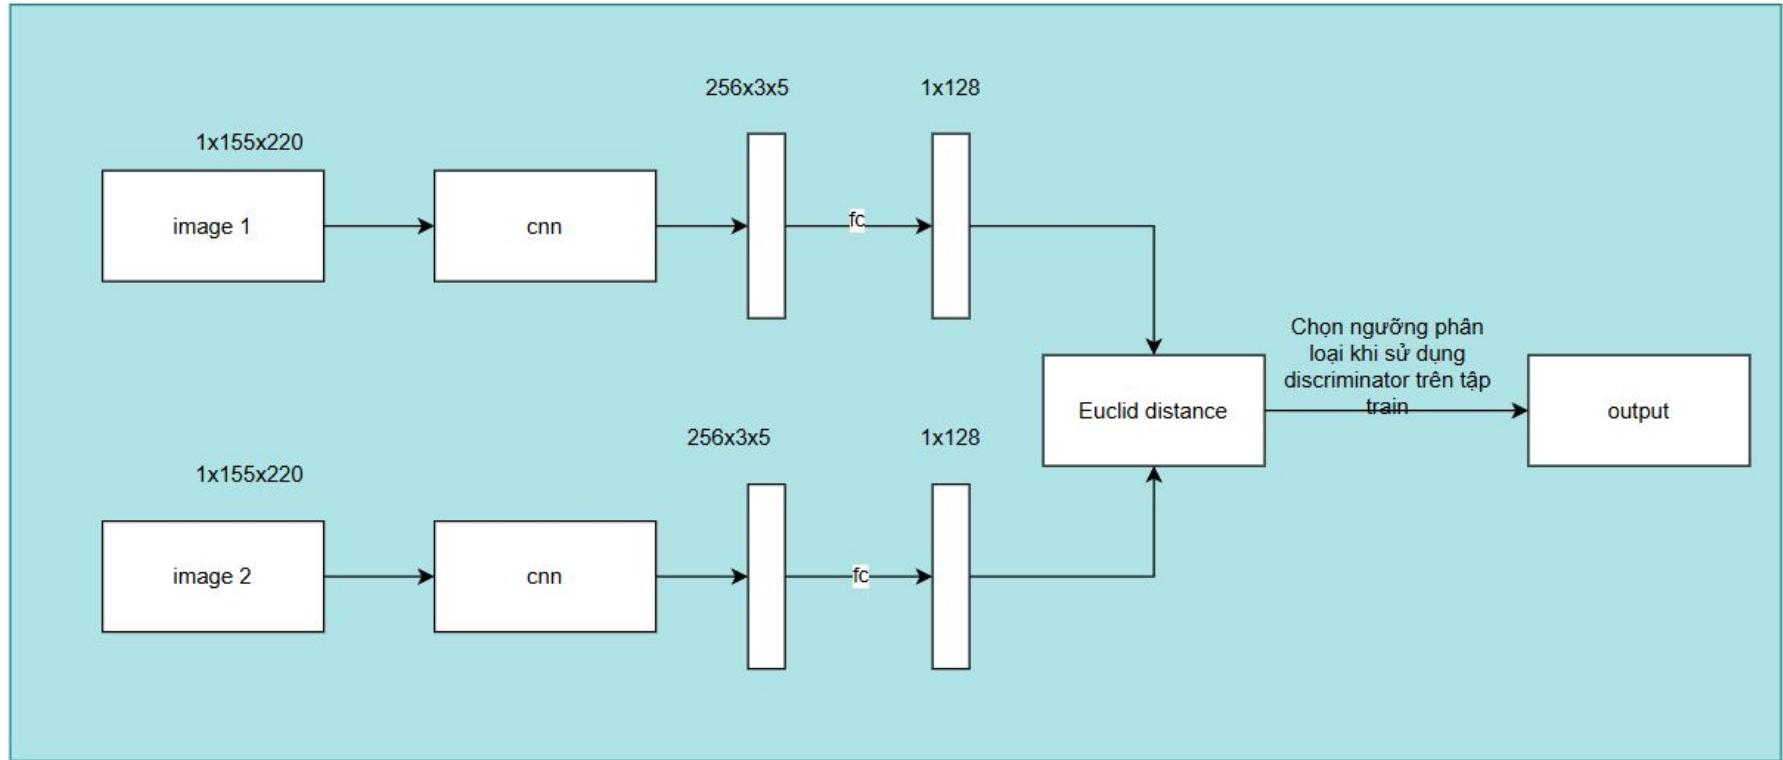 256x3x5
1x128
1x155x220
image 1
cnn
fc
Chọn ngưỡng phân
loại khi sử dụng
discriminator trên tập
train
Euclid distance
output
256x3x5
1x128
1x155x220
image 2
cnn
fc